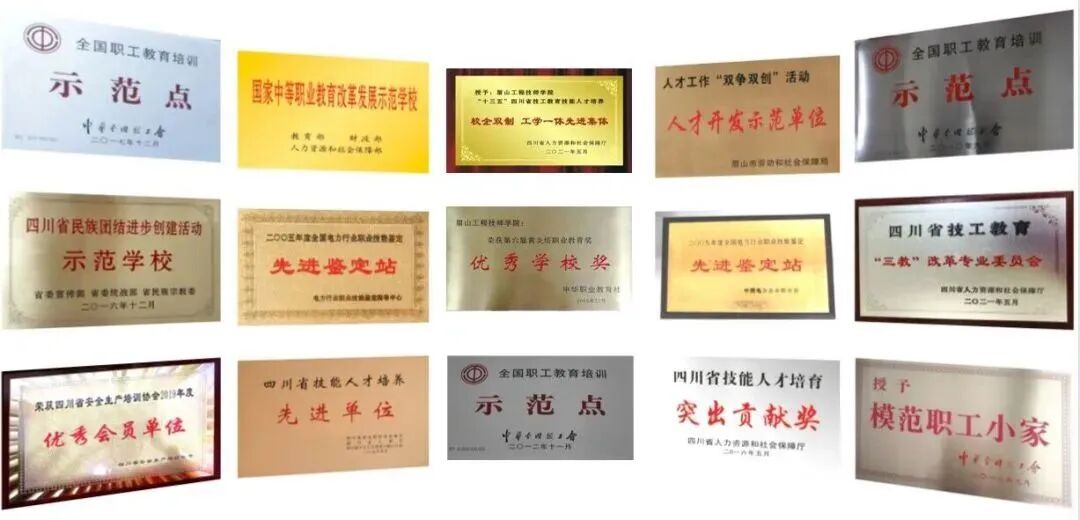 全国职工教育培训
示范点
中华全国总工会
二〇一七年十二月
国家中等职业教育改革发展示范学校
教育部 财政部
人力资源和社会保障部
授予：眉山工程技师学院
“十三五”四川省技工教育技能人才培养
校企双制 工学一体先进集体
四川省人力资源和社会保障厅
二〇二一年五月
人才工作“双争双创”活动
人才开发示范单位
眉山市劳动和社会保障局
全国职工教育培训
示范点
中华全国总工会
四川省民族团结进步创建活动
示范学校
省委宣传部 省委统战部 省民族宗教委
二〇一六年十二月
二〇〇五年度全国电力行业职业技能鉴定
先进鉴定站
电力行业职业技能鉴定指导中心
眉山工程技师学院：
荣获第六届黄炎培职业教育奖
优秀学校奖
中华职业教育社
二〇〇九年度全国电力行业职业技能鉴定
先进鉴定站
四川省技工教育
“三教”改革专业委员会
四川省人力资源和社会保障厅
二〇二一年五月
荣获四川省安全生产培训协会2019年度
优秀会员单位
四川省技能人才培养
先进单位
全国职工教育培训
示范点
中华全国总工会
二〇一二年十一月
四川省技能人才培育
突出贡献奖
四川省人力资源和社会保障厅
二〇一六年五月
授予
模范职工小家
中华全国总工会